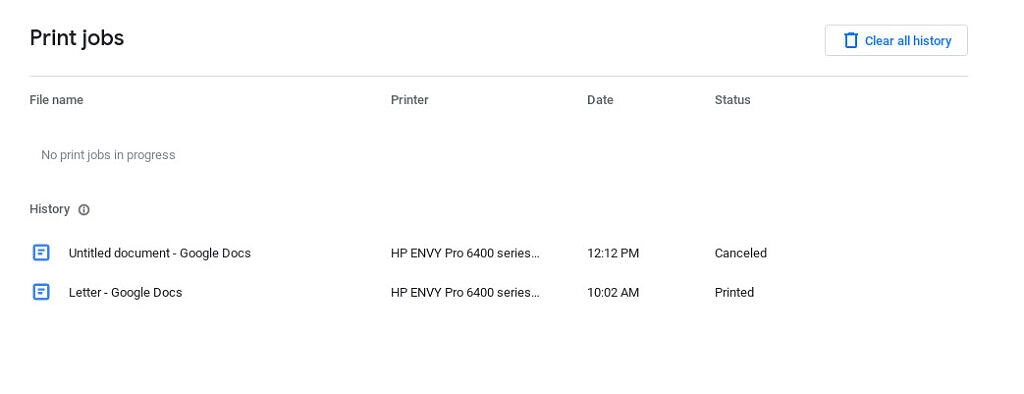 Print jobs
Clear all history
File name Printer Date Status
No print jobs in progress
History
Untitled document - Google Docs HP ENVY Pro 6400 series... 12:12 PM Canceled
Letter - Google Docs HP ENVY Pro 6400 series... 10:02 AM Printed